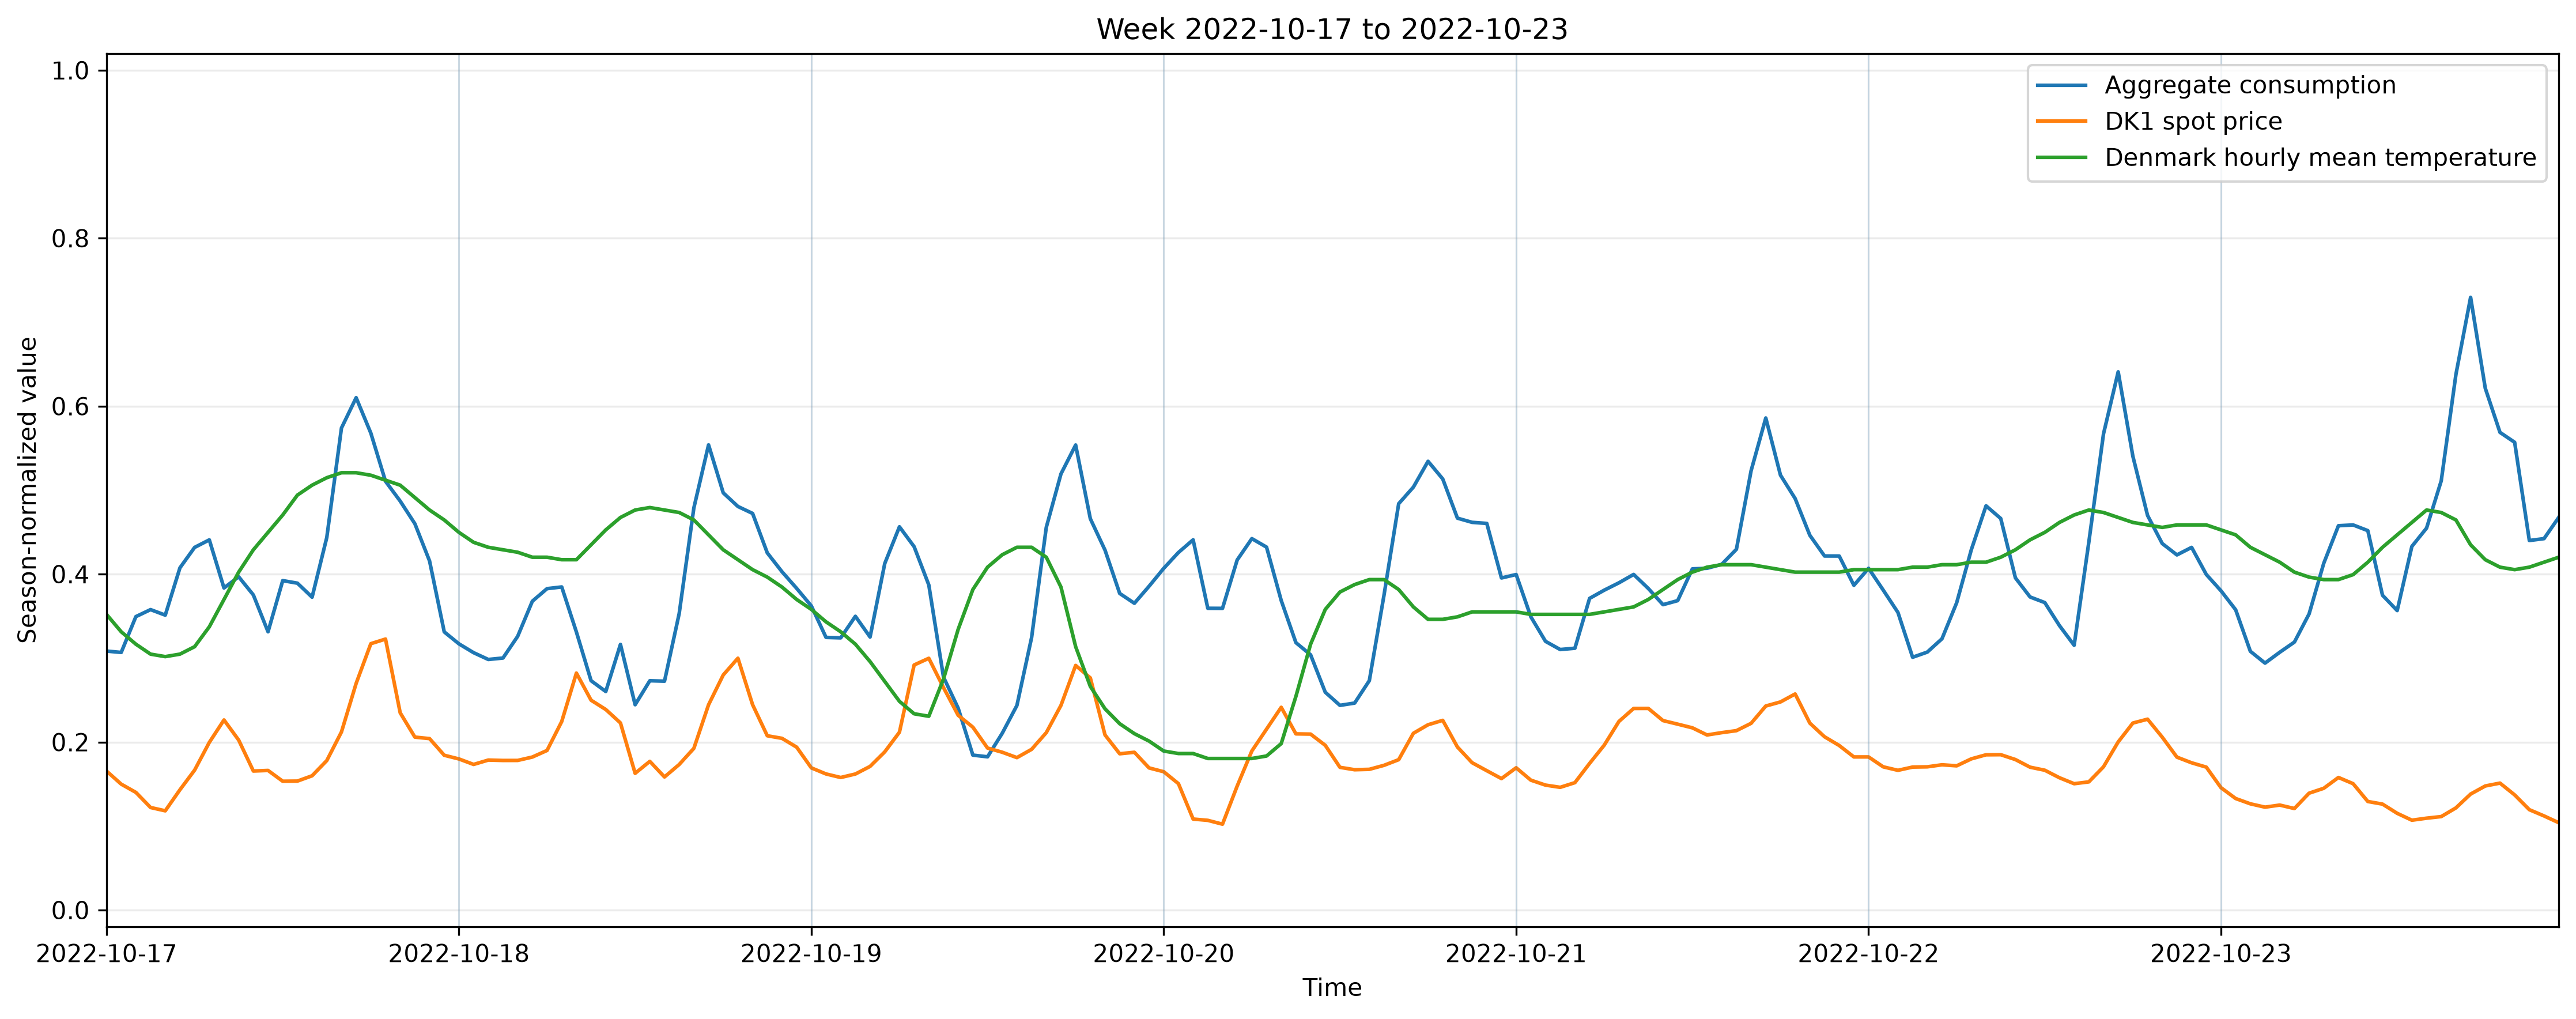 Week 2022-10-17 to 2022-10-23
Aggregate consumption
DK1 spot price
Denmark hourly mean temperature
Season-normalized value
1.0
0.8
0.6
0.4
0.2
0.0
2022-10-17 2022-10-18 2022-10-19 2022-10-20 2022-10-21 2022-10-22 2022-10-23
Time